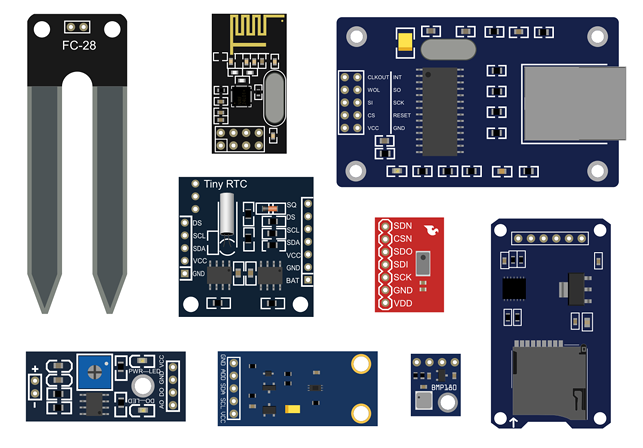 FC-28
CLKOUT INT
WOL SO
SI SCK
CS RESET
VCC GND
Tiny RTC
DS
SCL
SDA
VCC
GND
SQ
DS
SCL
SDA
VCC
GND
BAT
SDN
CSN
SDO
SDI
SCK
GND
VDD
+
-
PWR-LED
DO-LED
VCC
GND
DO
AO
GND
ADD
SDA
SCL
VCC
BMP180